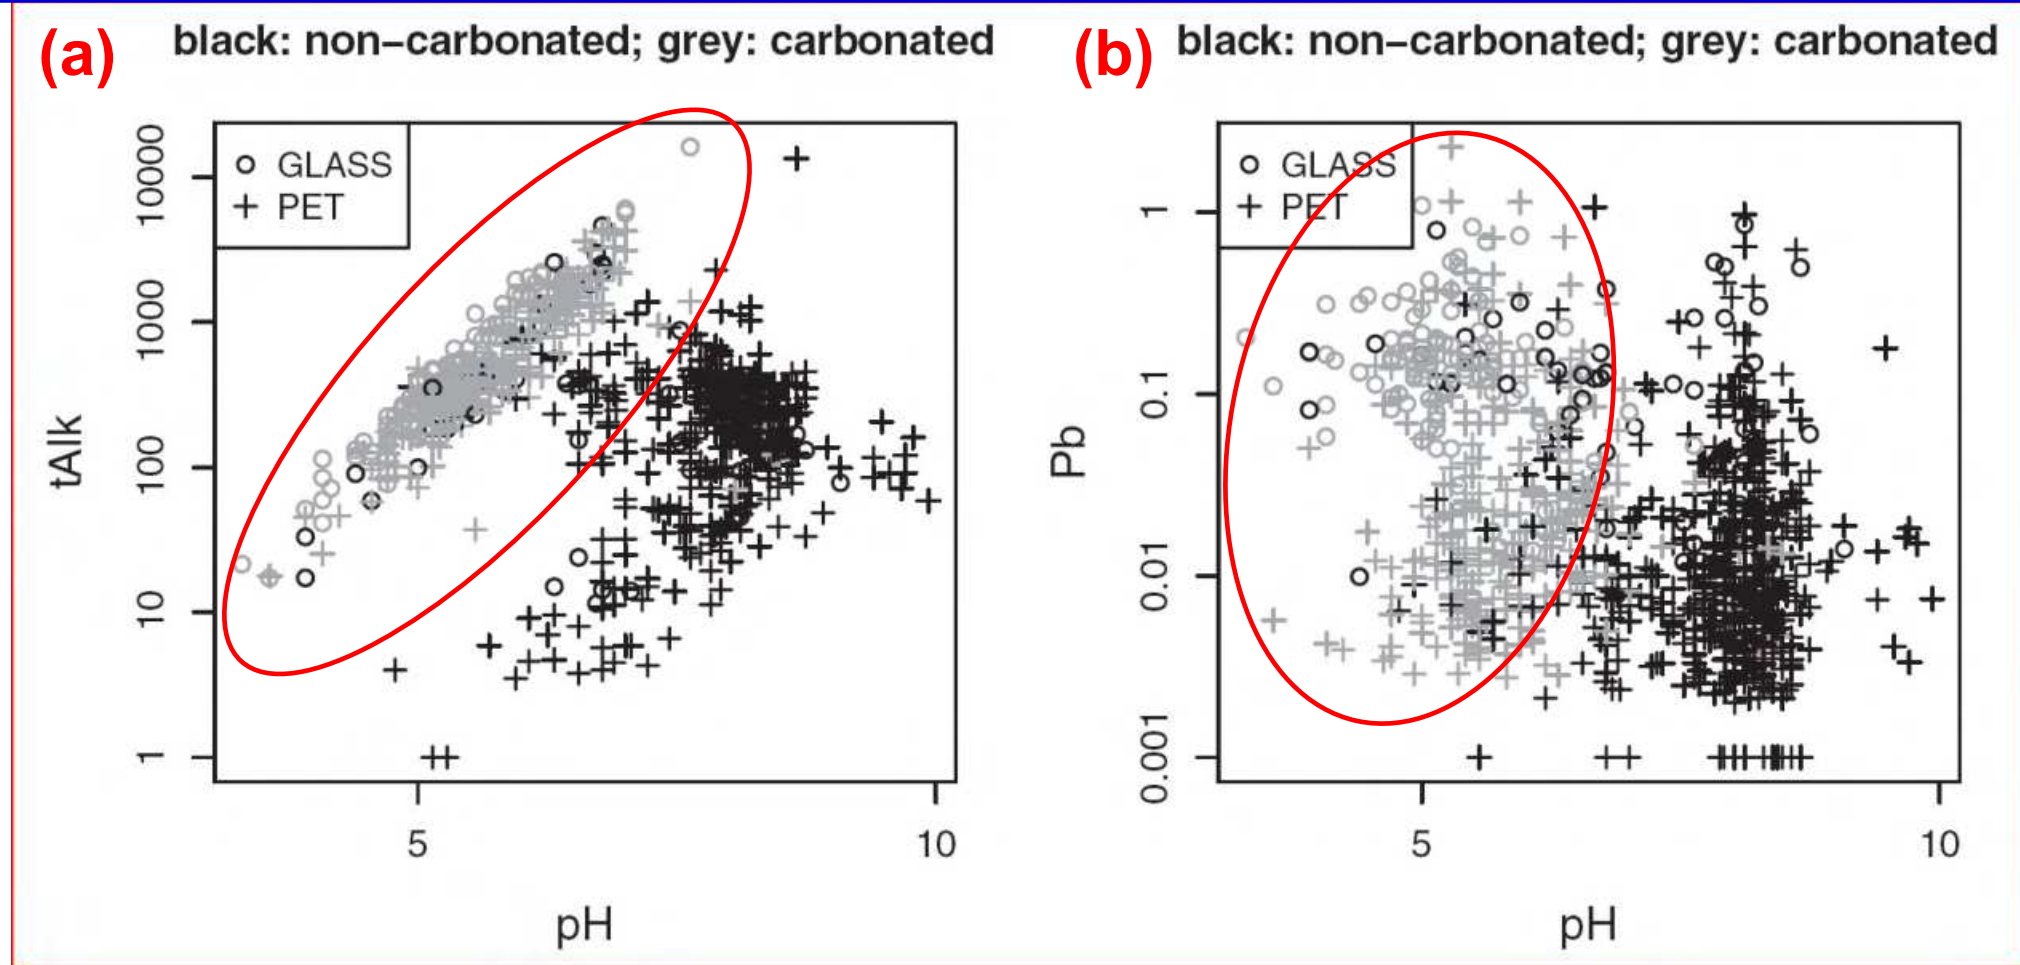 (a)
black: non−carbonated; grey: carbonated
GLASS
PET
10000
1000
100
10
1
tAlk
5
10
pH
(b)
black: non−carbonated; grey: carbonated
GLASS
PET
1
0.1
0.01
0.001
Pb
5
10
pH